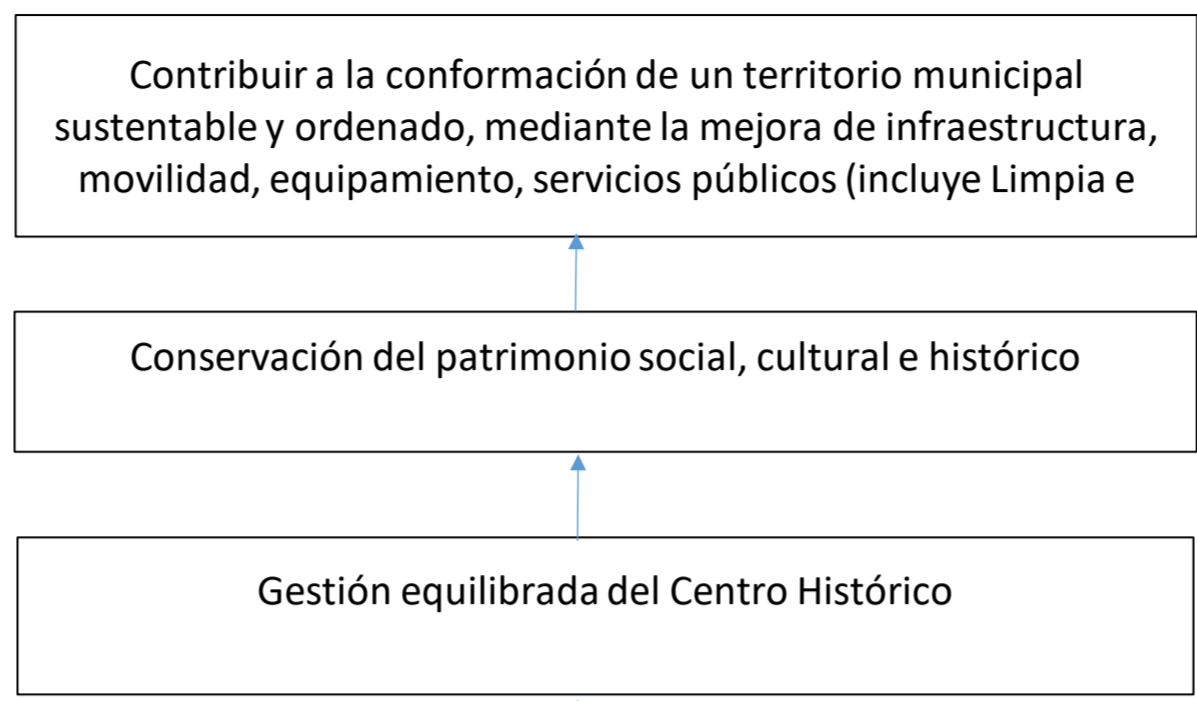 Contribuir a la conformación de un territorio municipal
sustentable y ordenado, mediante la mejora de infraestructura,
movilidad, equipamiento, servicios públicos (incluye Limpia e
Conservación del patrimonio social, cultural e histórico
Gestión equilibrada del Centro Histórico